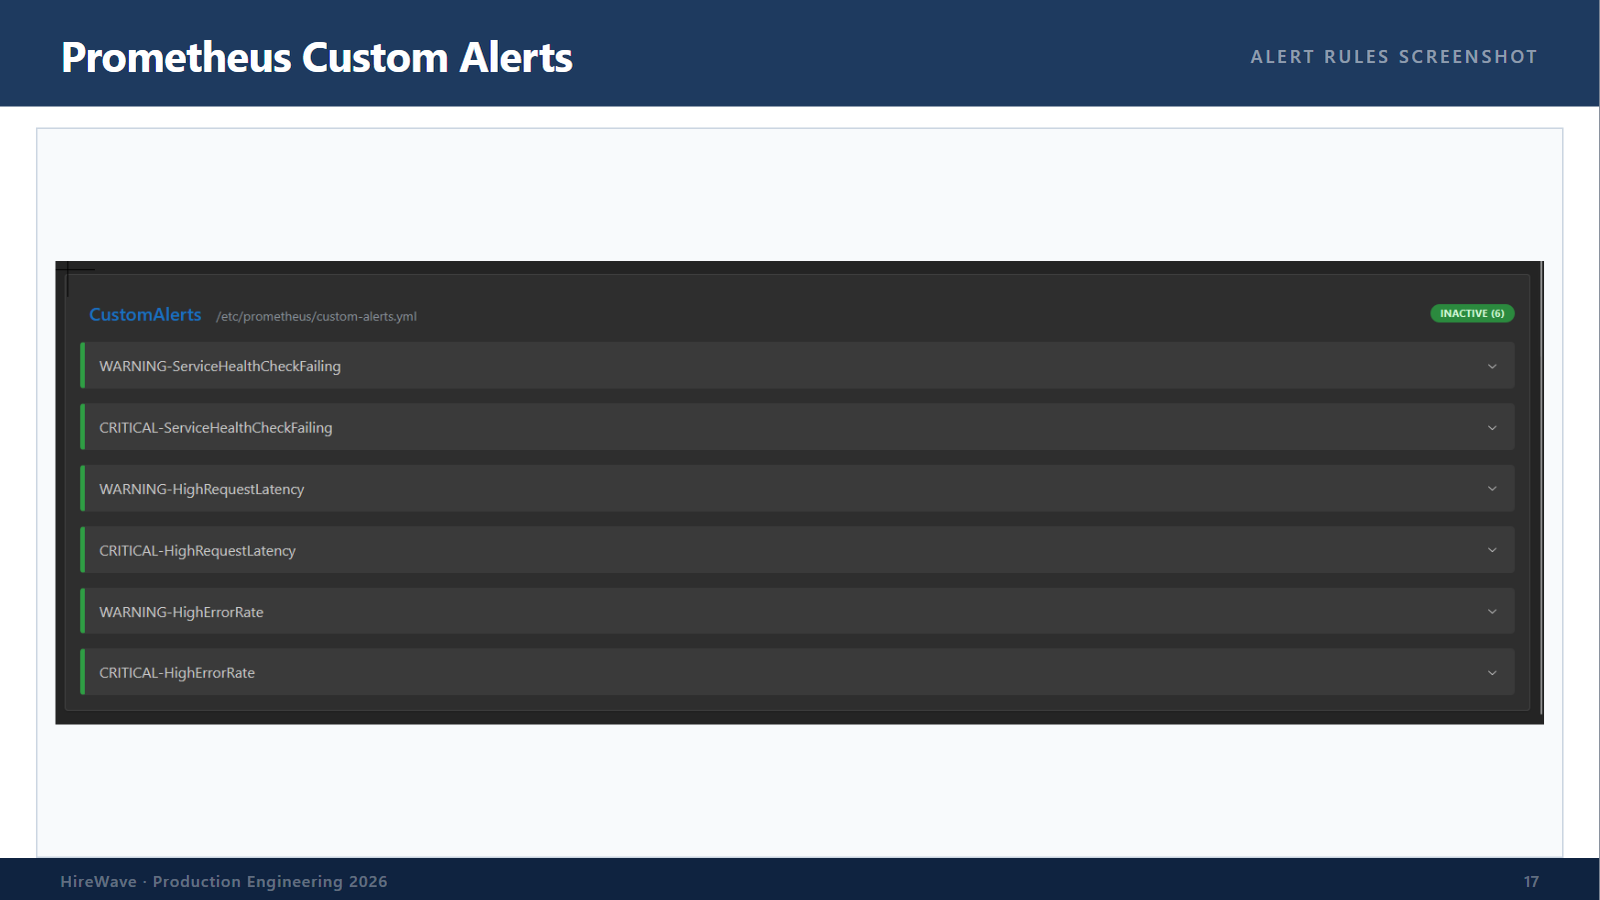 Prometheus Custom Alerts
ALERT RULES SCREENSHOT
CustomAlerts /etc/prometheus/custom-alerts.yml
INACTIVE (6)
WARNING-ServiceHealthCheckFailing
CRITICAL-ServiceHealthCheckFailing
WARNING-HighRequestLatency
CRITICAL-HighRequestLatency
WARNING-HighErrorRate
CRITICAL-HighErrorRate
HireWave · Production Engineering 2026
17